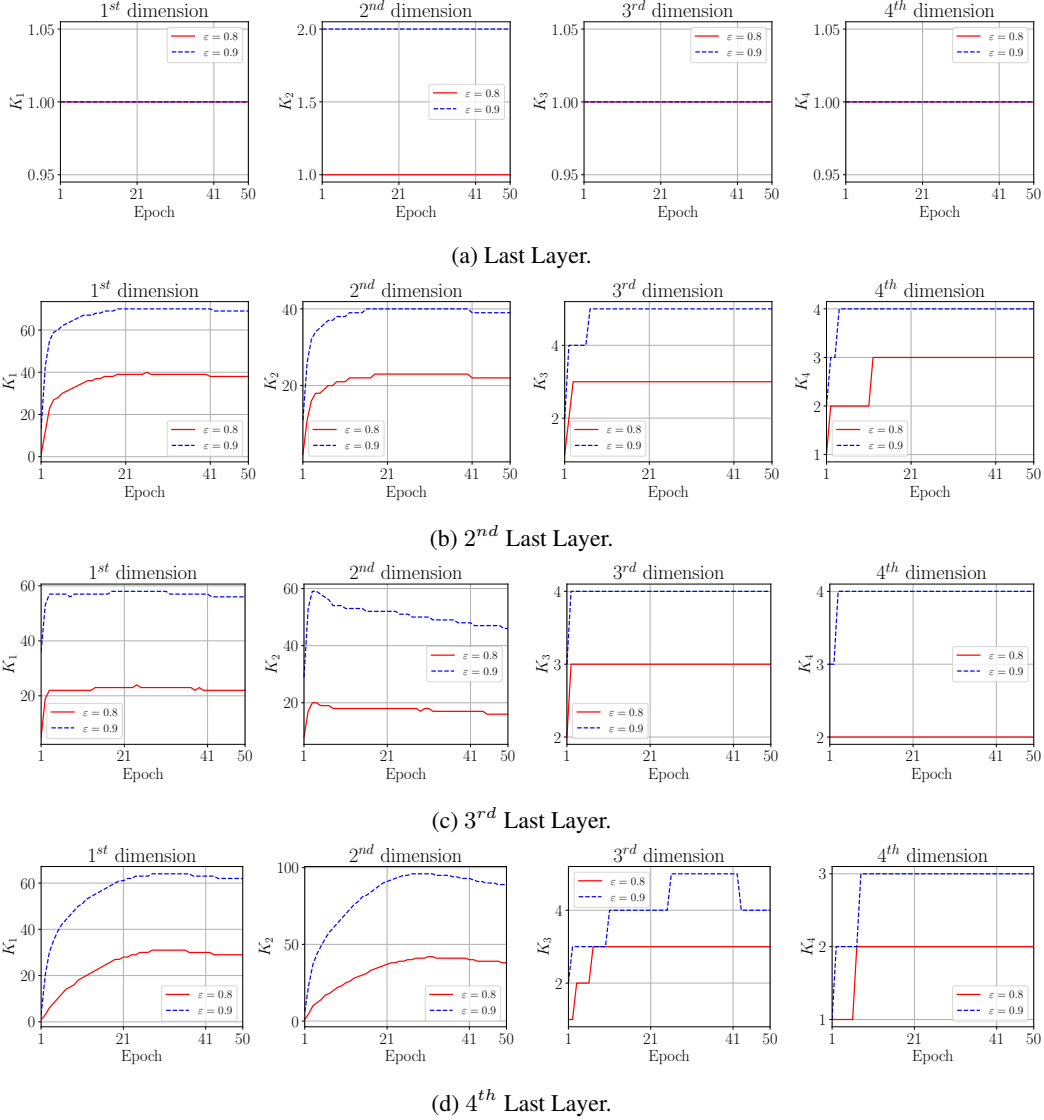 1st dimension 2nd dimension 3rd dimension 4th dimension
K1 1.05 1.00 0.95 ε = 0.8 ε = 0.9 1 21 41 50 Epoch
K2 2.0 1.5 1.0 ε = 0.8 ε = 0.9 1 21 41 50 Epoch
K3 1.05 1.00 0.95 ε = 0.8 ε = 0.9 1 21 41 50 Epoch
K4 1.05 1.00 0.95 ε = 0.8 ε = 0.9 1 21 41 50 Epoch
(a) Last Layer.
1st dimension 2nd dimension 3rd dimension 4th dimension
K1 60 40 20 0 ε = 0.8 ε = 0.9 1 21 41 50 Epoch
K2 40 20 ε = 0.8 ε = 0.9 1 21 41 50 Epoch
K3 4 2 ε = 0.8 ε = 0.9 1 21 41 50 Epoch
K4 4 3 2 1 ε = 0.8 ε = 0.9 1 21 41 50 Epoch
(b) 2nd Last Layer.
1st dimension 2nd dimension 3rd dimension 4th dimension
K1 60 40 20 ε = 0.8 ε = 0.9 1 21 41 50 Epoch
K2 60 40 20 ε = 0.8 ε = 0.9 1 21 41 50 Epoch
K3 4 3 2 ε = 0.8 ε = 0.9 1 21 41 50 Epoch
K4 4 3 2 ε = 0.8 ε = 0.9 1 21 41 50 Epoch
(c) 3rd Last Layer.
1st dimension 2nd dimension 3rd dimension 4th dimension
K1 60 40 20 0 ε = 0.8 ε = 0.9 1 21 41 50 Epoch
K2 100 50 0 ε = 0.8 ε = 0.9 1 21 41 50 Epoch
K3 4 2 ε = 0.8 ε = 0.9 1 21 41 50 Epoch
K4 3 2 1 ε = 0.8 ε = 0.9 1 21 41 50 Epoch
(d) 4th Last Layer.